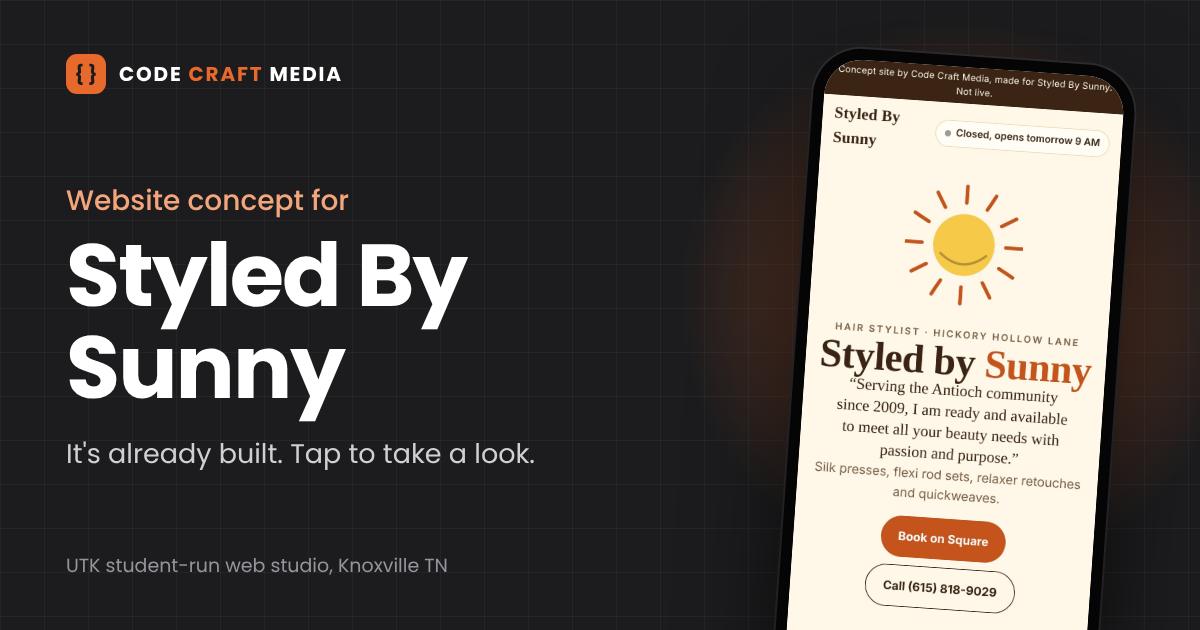 { } CODE CRAFT MEDIA
Website concept for
Styled By
Sunny
It's already built. Tap to take a look.
UTK student-run web studio, Knoxville TN
Concept site by Code Craft Media, made for Styled By Sunny.
Not live.
Styled By
Sunny
Closed, opens tomorrow 9 AM
HAIR STYLIST · HICKORY HOLLOW LANE
Styled by Sunny
“Serving the Antioch community
since 2009, I am ready and available
to meet all your beauty needs with
passion and purpose.”
Silk presses, flexi rod sets, relaxer retouches
and quickweaves.
Book on Square
Call (615) 818-9029